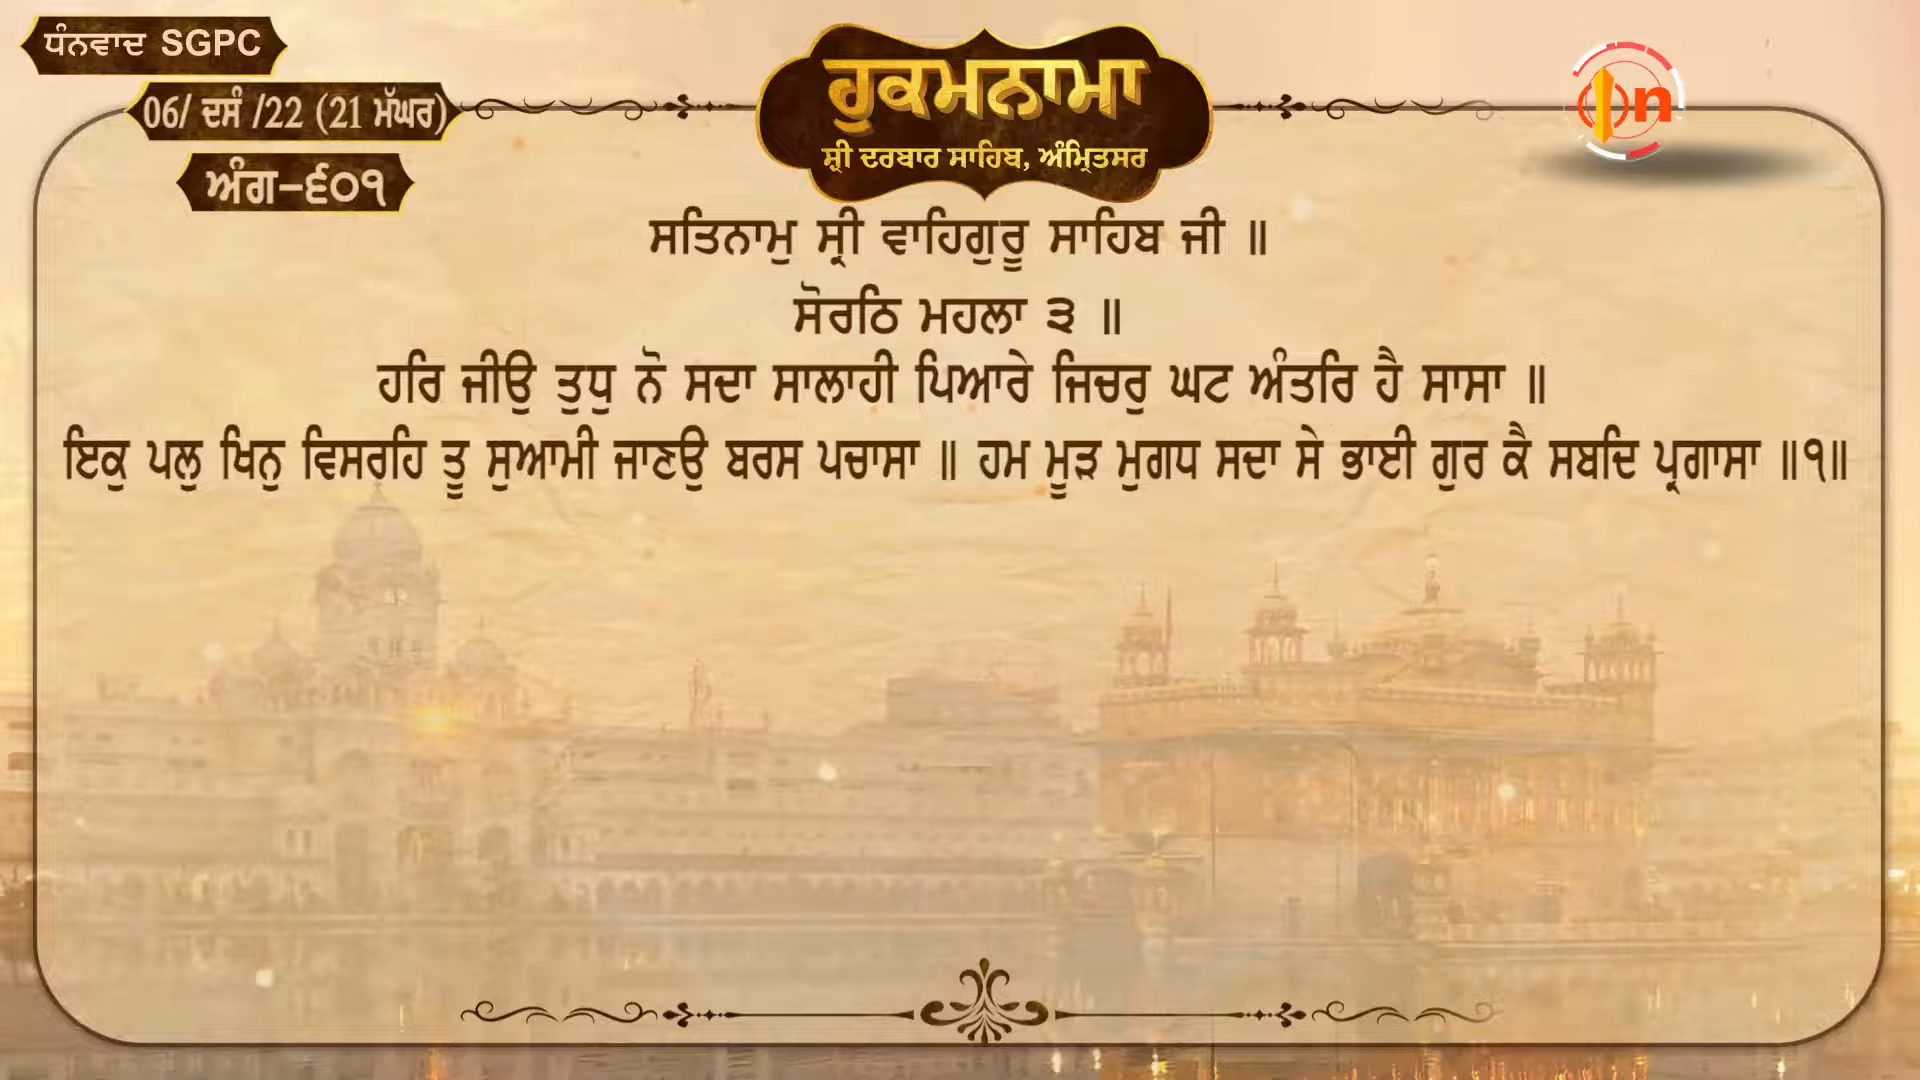 ਧੰਨਵਾਦ SGPC
06/ ਦਸੰ /22 (21 ਮੱਘਰ)
ਅੰਗ-੬੦੧
ਹੁਕਮਨਾਮਾ
ਸ਼੍ਰੀ ਦਰਬਾਰ ਸਾਹਿਬ, ਅੰਮ੍ਰਿਤਸਰ
n
ਸਤਿਨਾਮੁ ਸ੍ਰੀ ਵਾਹਿਗੁਰੂ ਸਾਹਿਬ ਜੀ ॥
ਸੋਰਠਿ ਮਹਲਾ ੩ ॥
ਹਰਿ ਜੀਉ ਤੁਧੁ ਨੋ ਸਦਾ ਸਾਲਾਹੀ ਪਿਆਰੇ ਜਿਚਰੁ ਘਟ ਅੰਤਰਿ ਹੈ ਸਾਸਾ ॥
ਇਕੁ ਪਲੁ ਖਿਨੁ ਵਿਸਰਹਿ ਤੂ ਸੁਆਮੀ ਜਾਣਉ ਬਰਸ ਪਚਾਸਾ ॥ ਹਮ ਮੂੜ ਮੁਗਧ ਸਦਾ ਸੇ ਭਾਈ ਗੁਰ ਕੈ ਸਬਦਿ ਪ੍ਰਗਾਸਾ ॥੧॥